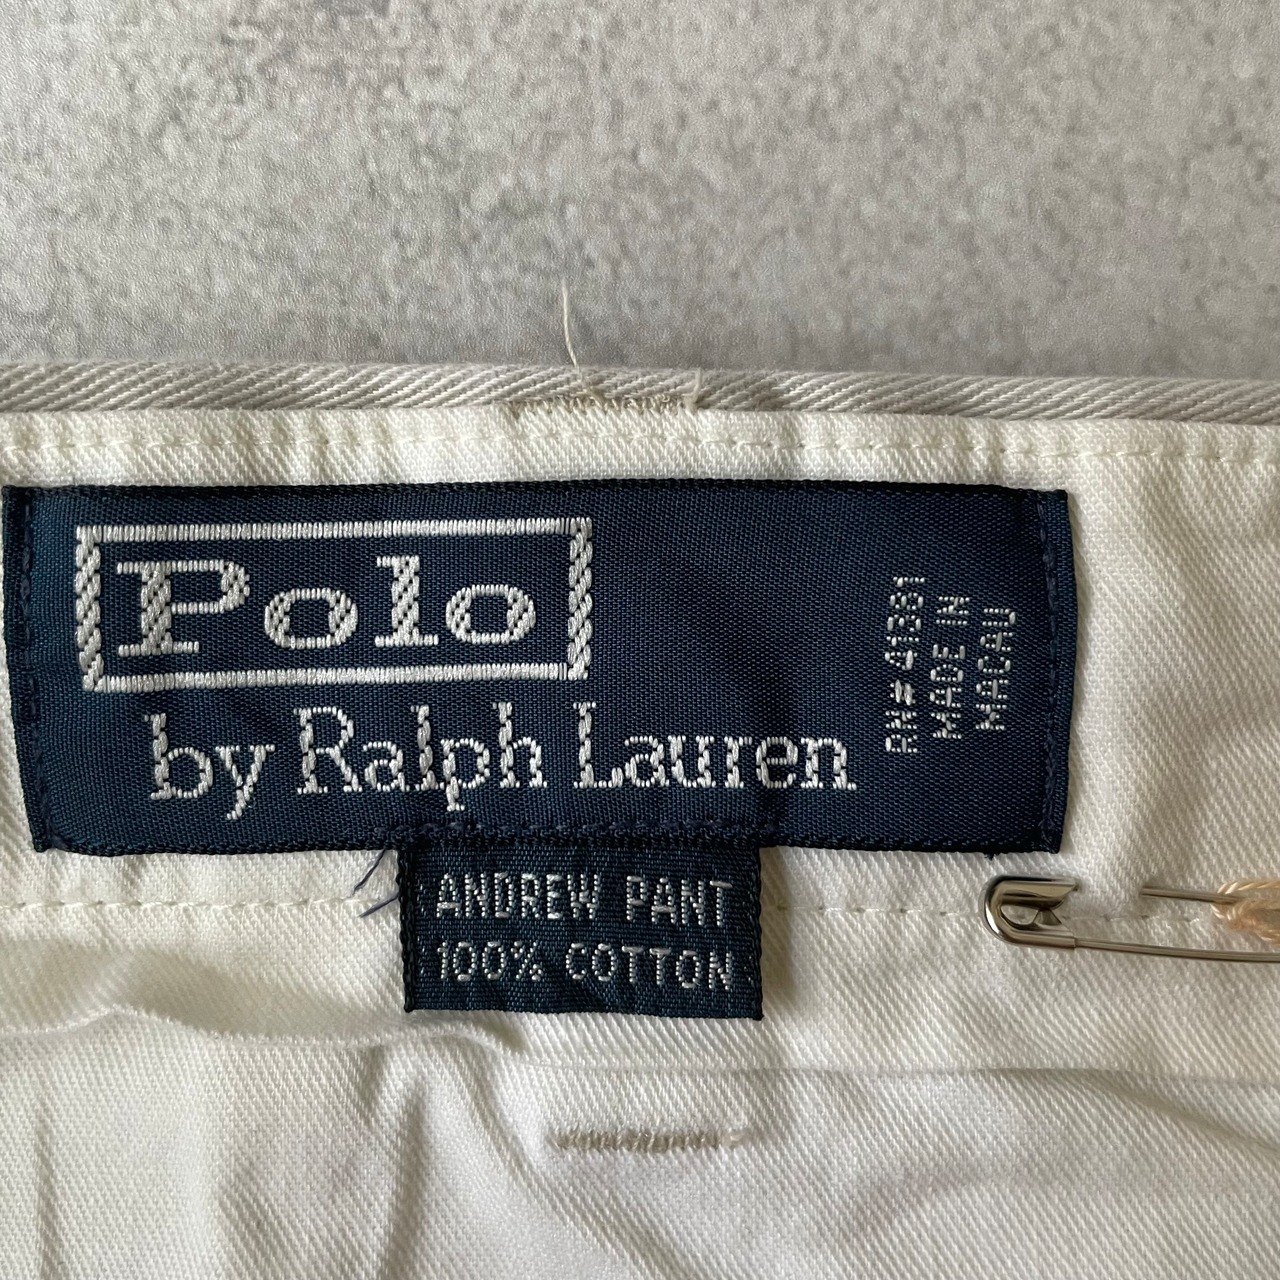 Polo
by Ralph Lauren
RN# 41381
MADE IN
MACAU
ANDREW PANT
100% COTTON